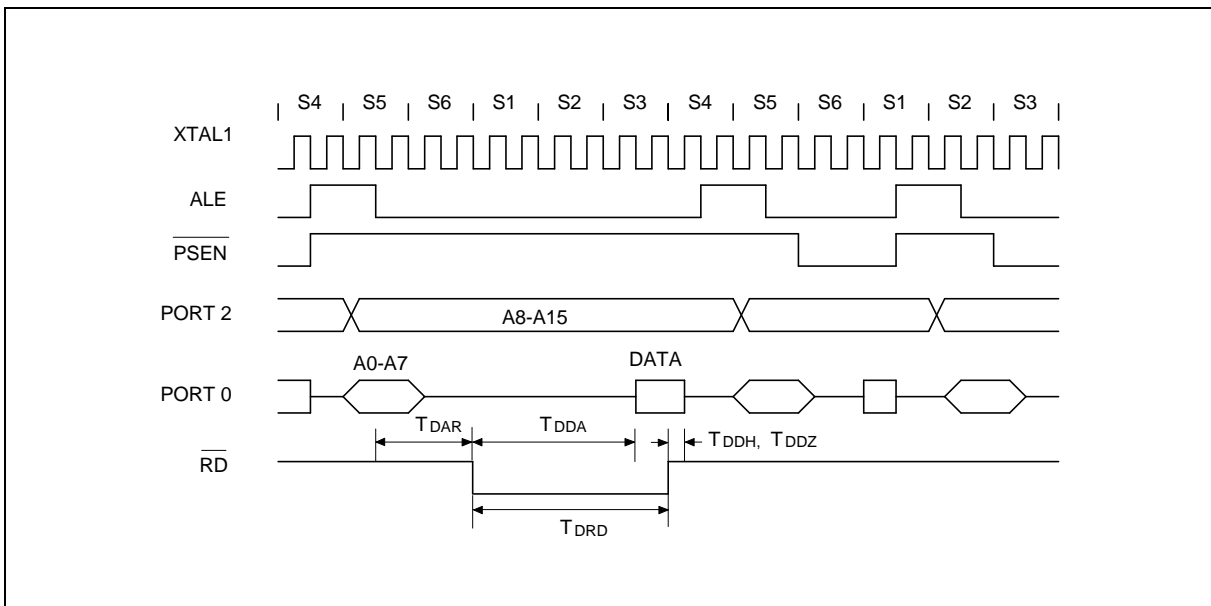 S4 S5 S6 S1 S2 S3 S4 S5 S6 S1 S2 S3
XTAL1
ALE
PSEN
PORT 2
A8-A15
A0-A7
DATA
PORT 0
TDAR
TDDA
TDDH, TDDZ
RD
TDRD